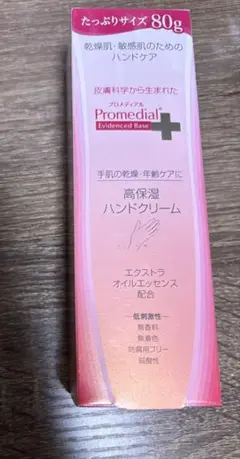 たっぷりサイズ 80g
乾燥肌・敏感肌のための
ハンドケア
皮膚科学から生まれた
プロメディアル
Promedial®
Evidenced Base
手肌の乾燥・年齢ケアに
高保湿
ハンドクリーム
エクストラ
オイルエッセンス
配合
―低刺激性―
無香料
無着色
防腐剤フリー
弱酸性